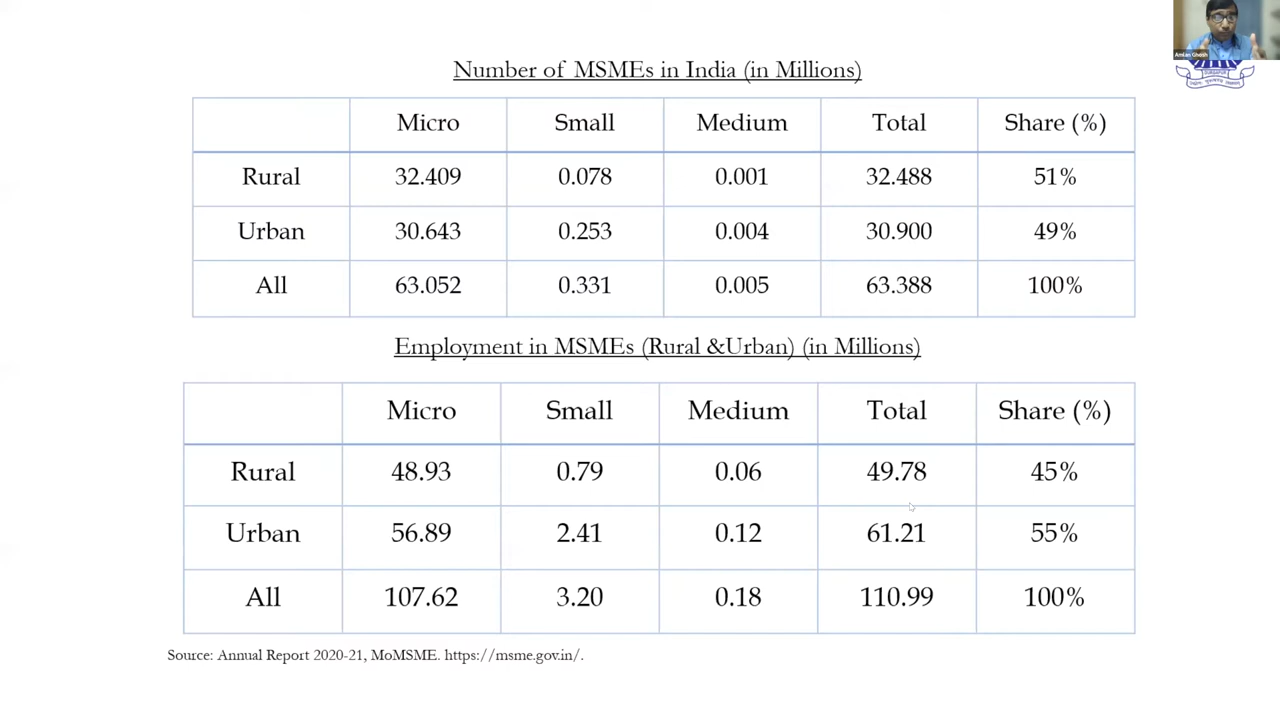 Amlan Ghosh
DURGAPUR
Number of MSMEs in India (in Millions)
Micro Small Medium Total Share (%)
Rural 32.409 0.078 0.001 32.488 51%
Urban 30.643 0.253 0.004 30.900 49%
All 63.052 0.331 0.005 63.388 100%
Employment in MSMEs (Rural &Urban) (in Millions)
Micro Small Medium Total Share (%)
Rural 48.93 0.79 0.06 49.78 45%
Urban 56.89 2.41 0.12 61.21 55%
All 107.62 3.20 0.18 110.99 100%
Source: Annual Report 2020-21, MoMSME. https://msme.gov.in/.